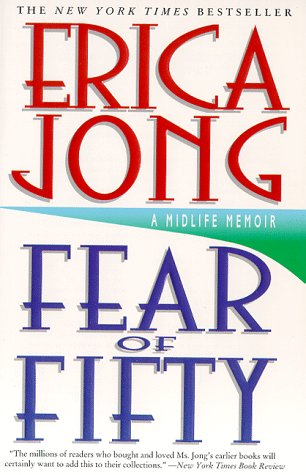 THE NEW YORK TIMES BESTSELLER
ERICA
JONG
A MIDLIFE MEMOIR
FEAR
OF
FIFTY
"The millions of readers who bought and loved Ms. Jong's earlier books will
certainly want to add this to their collections."—New York Times Book Review